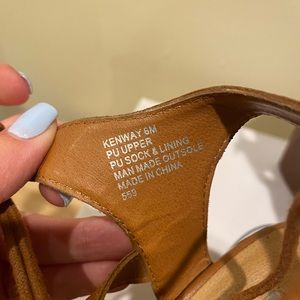 KENWAY 6M
PU UPPER
PU SOCK & LINING
MAN MADE OUTSOLE
MADE IN CHINA
559